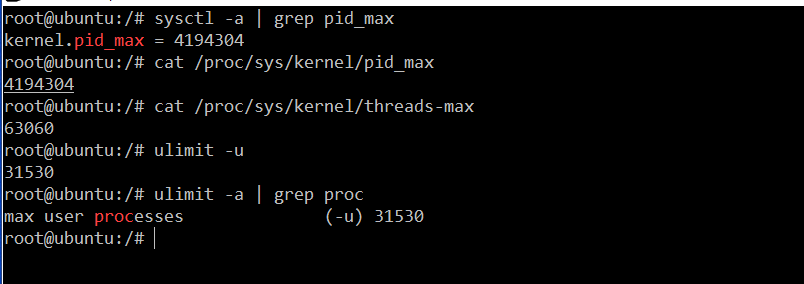 root@ubuntu:/# sysctl -a | grep pid_max
kernel.pid_max = 4194304
root@ubuntu:/# cat /proc/sys/kernel/pid_max
4194304
root@ubuntu:/# cat /proc/sys/kernel/threads-max
63060
root@ubuntu:/# ulimit -u
31530
root@ubuntu:/# ulimit -a | grep proc
max user processes              (-u) 31530
root@ubuntu:/#